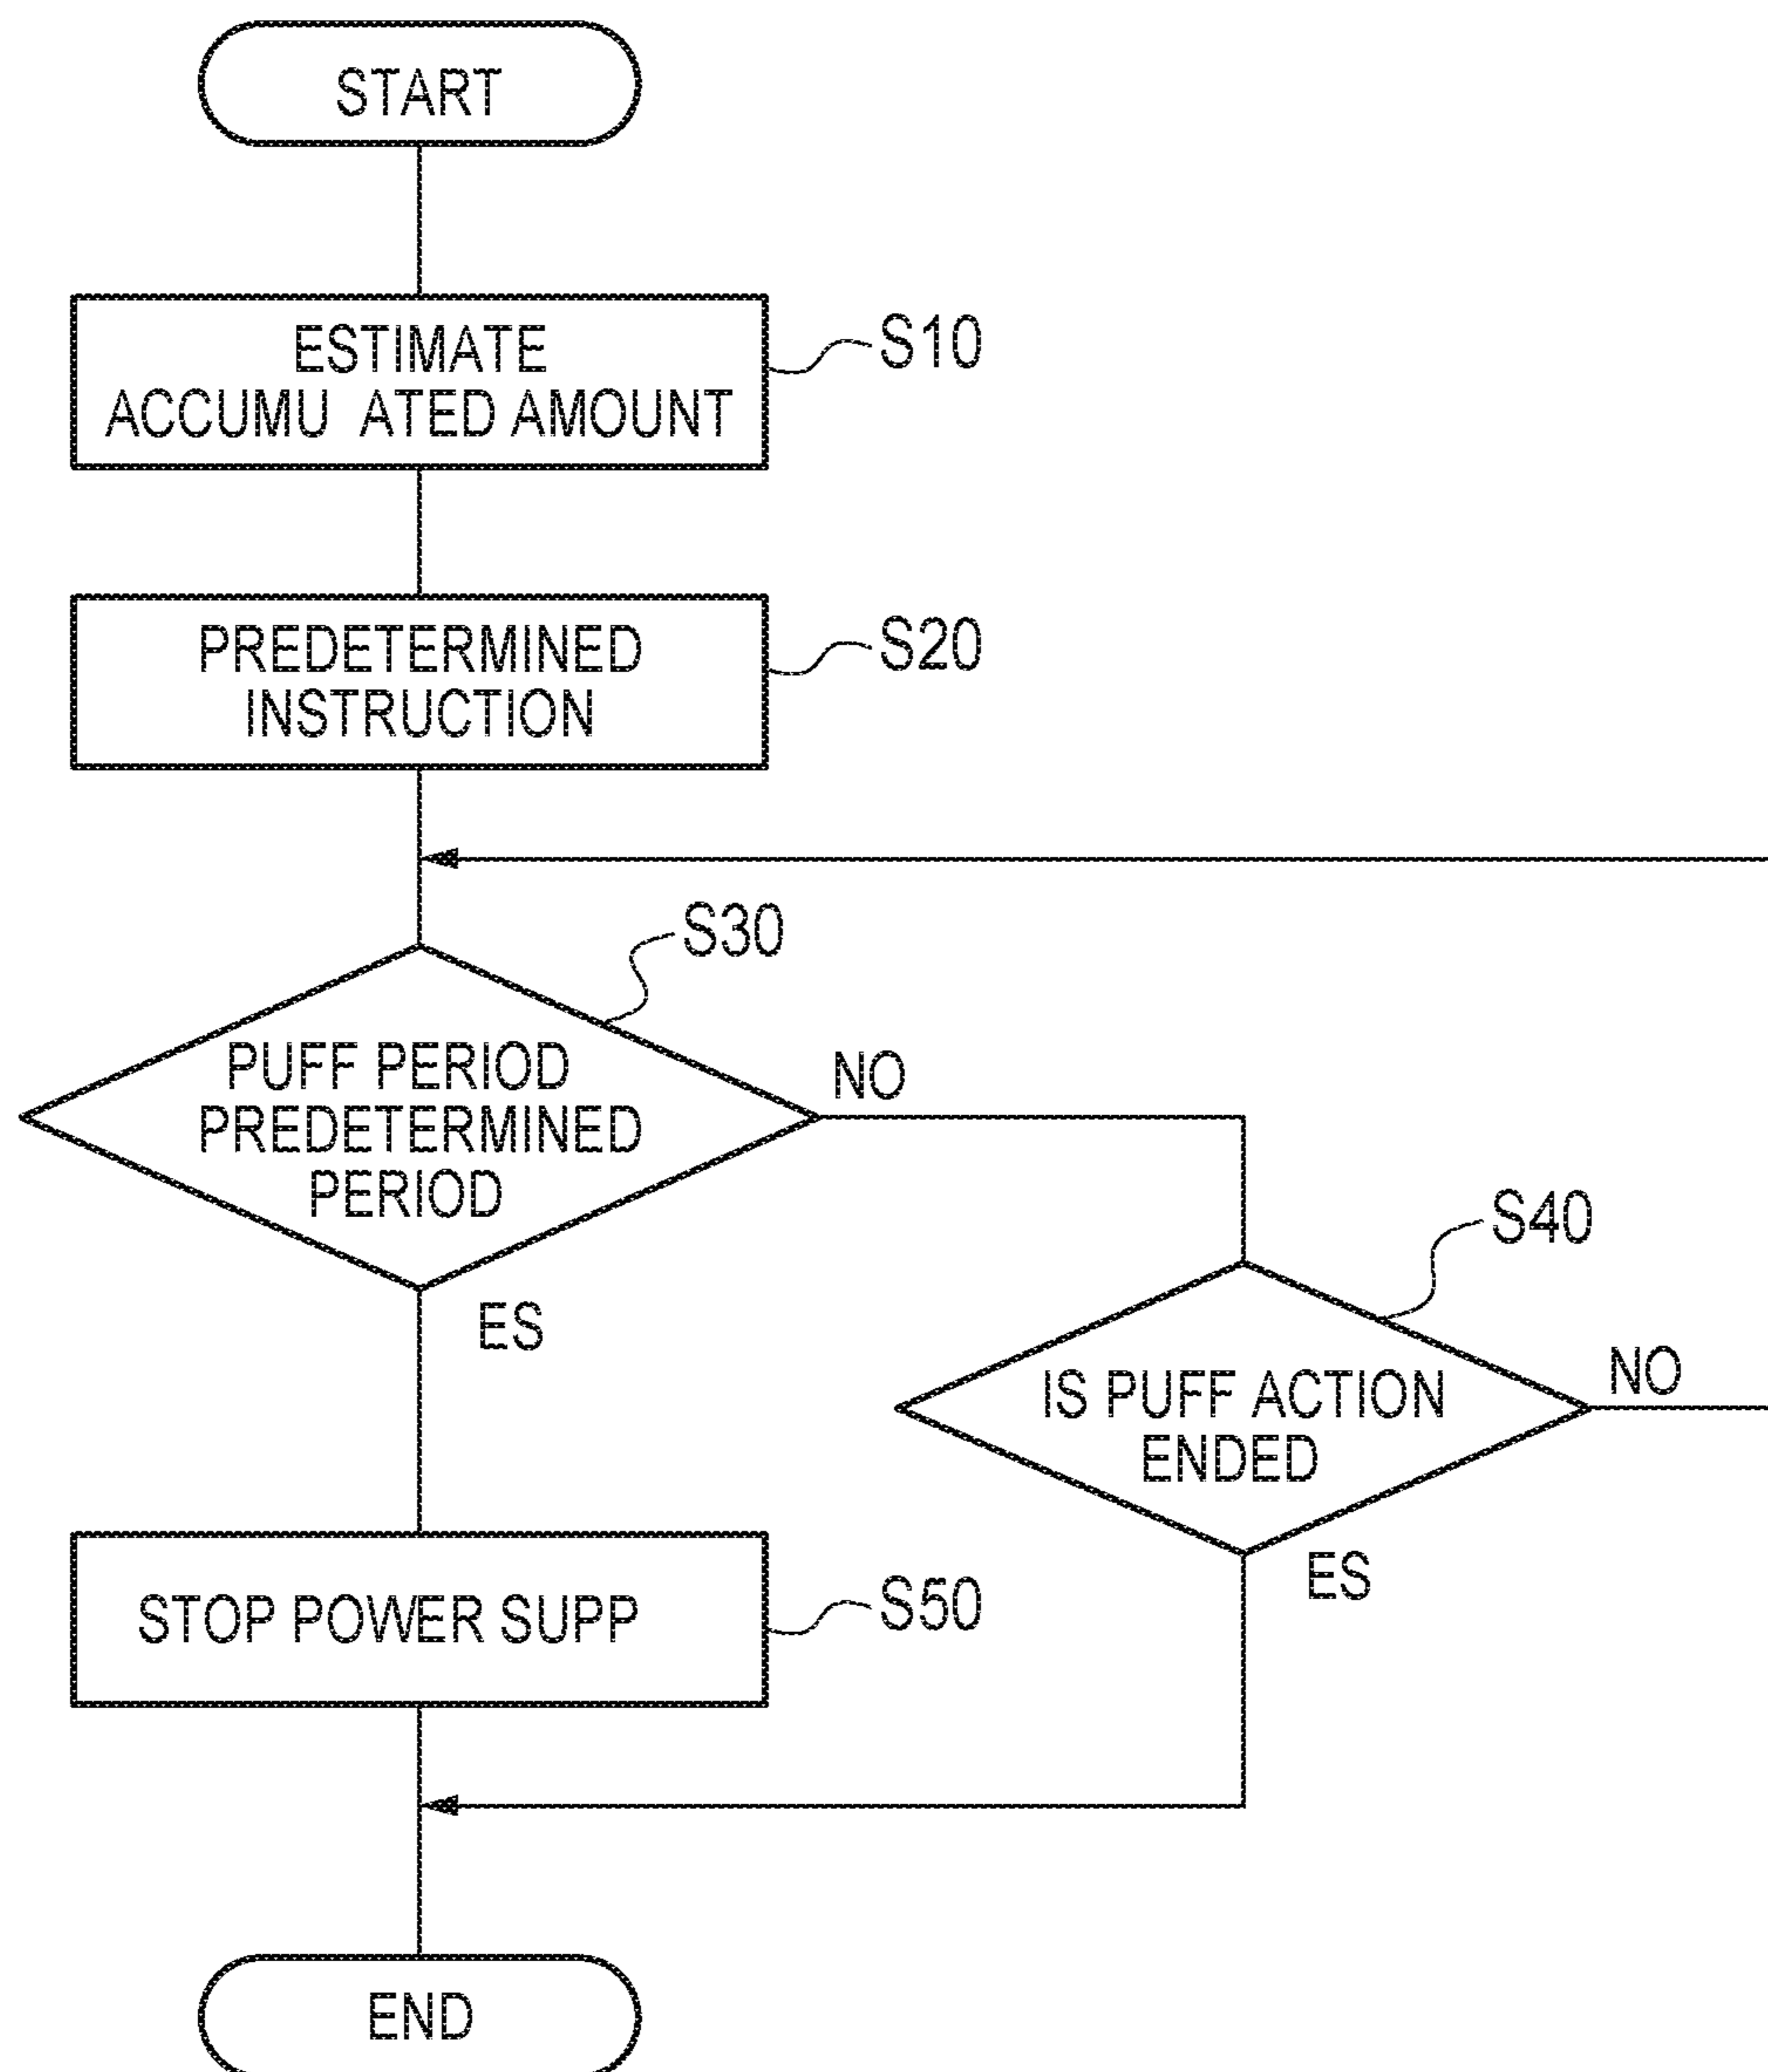 START
ESTIMATE
ACCUMU ATED AMOUNT
S10
PREDETERMINED
INSTRUCTION
S20
S30
PUFF PERIOD
PREDETERMINED
PERIOD
NO
ES
S40
IS PUFF ACTION
ENDED
NO
ES
STOP POWER SUPP
S50
END